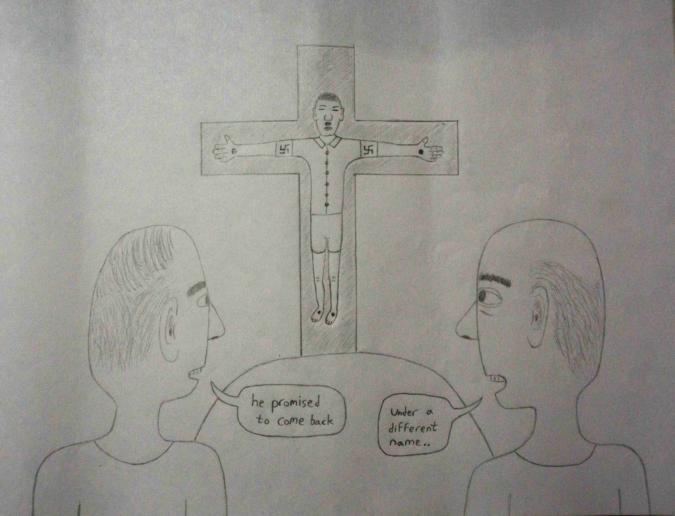 he promised
to come back
Under a
different
name..